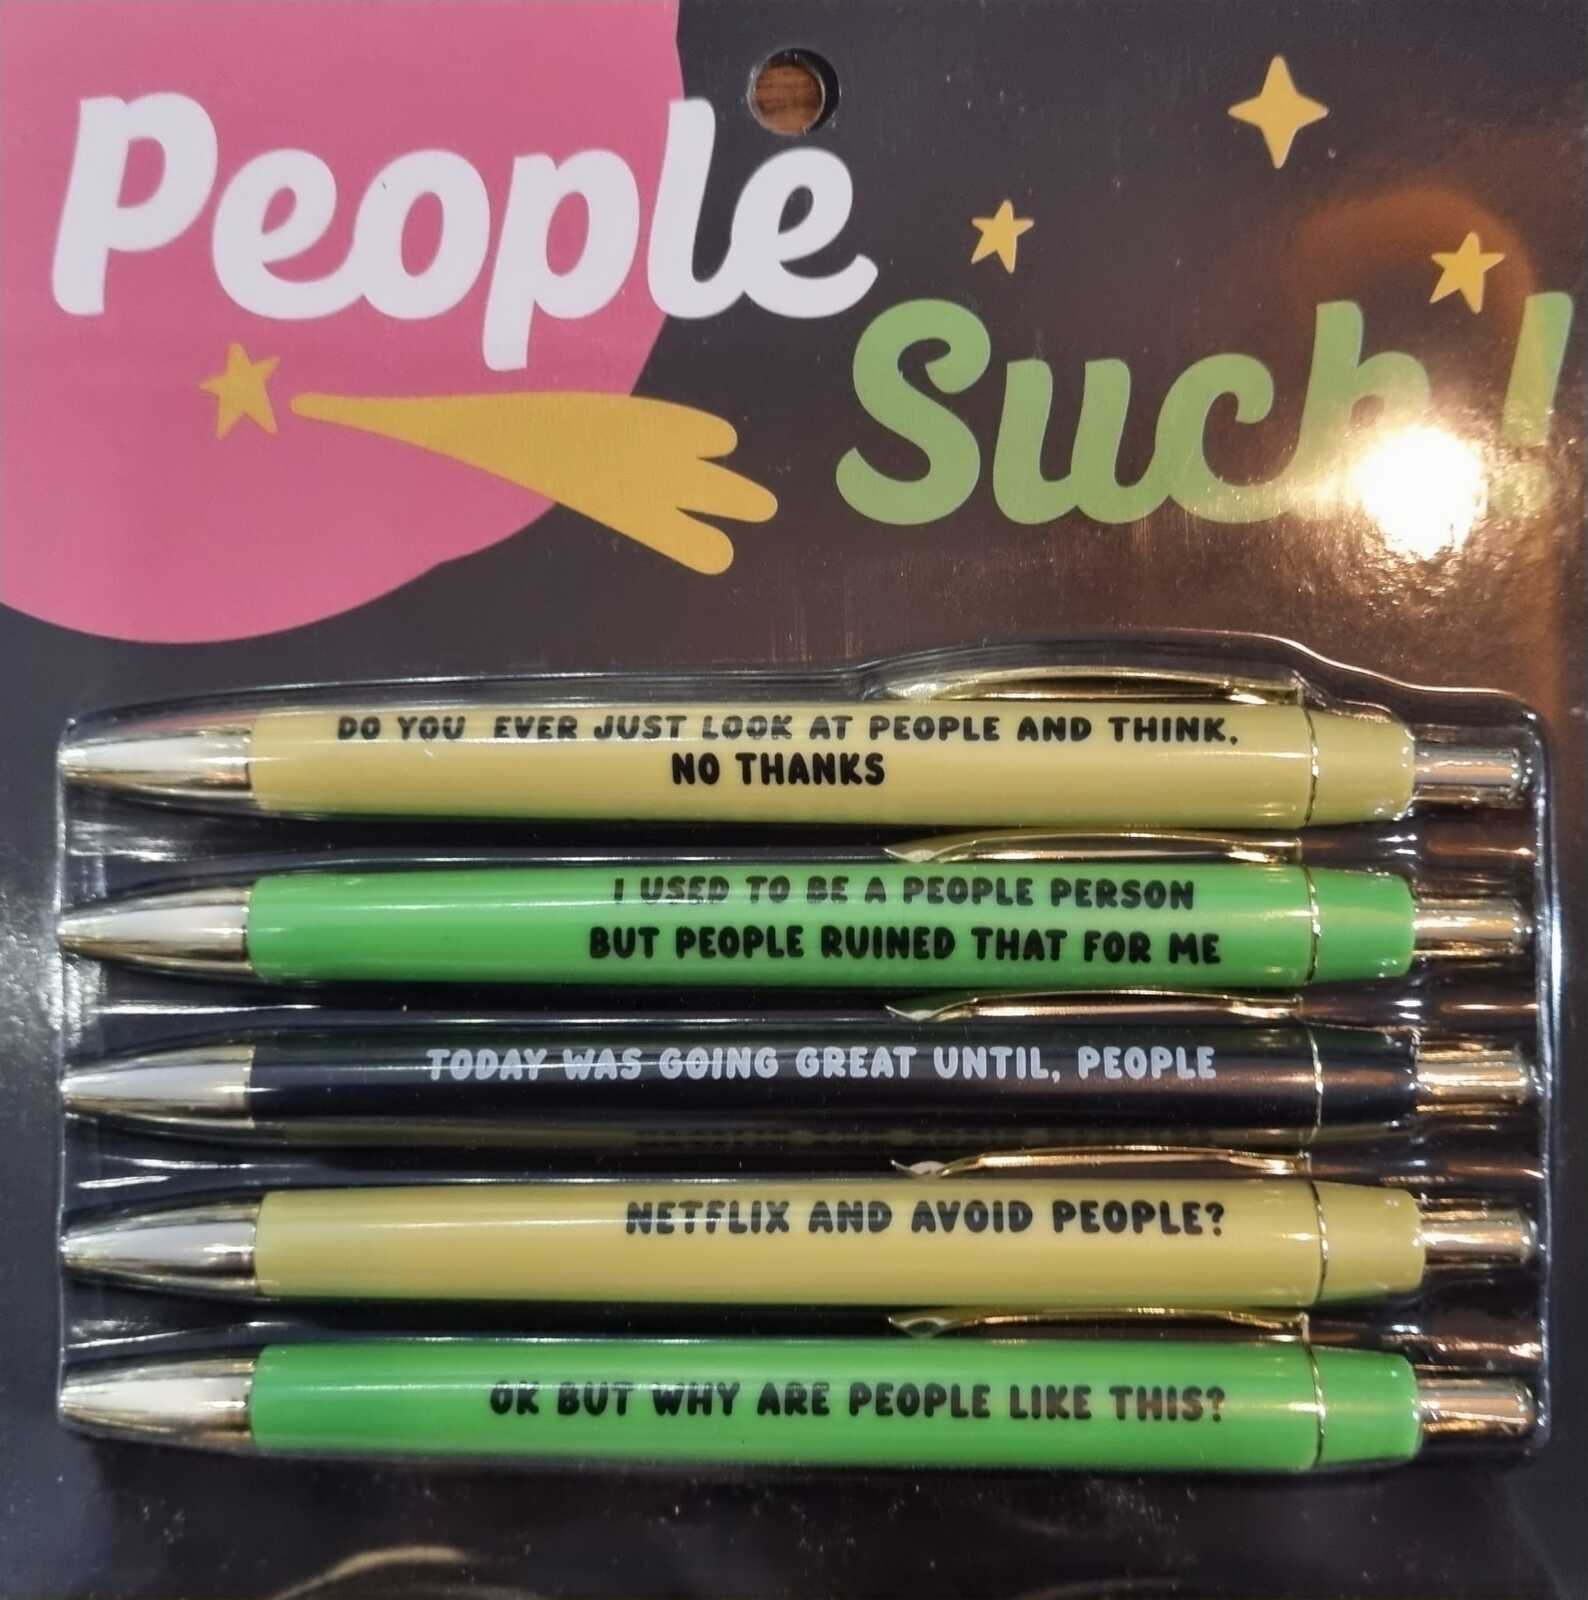 People
Suck!
DO YOU EVER JUST LOOK AT PEOPLE AND THINK,
NO THANKS
I USED TO BE A PEOPLE PERSON
BUT PEOPLE RUINED THAT FOR ME
TODAY WAS GOING GREAT UNTIL, PEOPLE
NETFLIX AND AVOID PEOPLE?
OK BUT WHY ARE PEOPLE LIKE THIS?